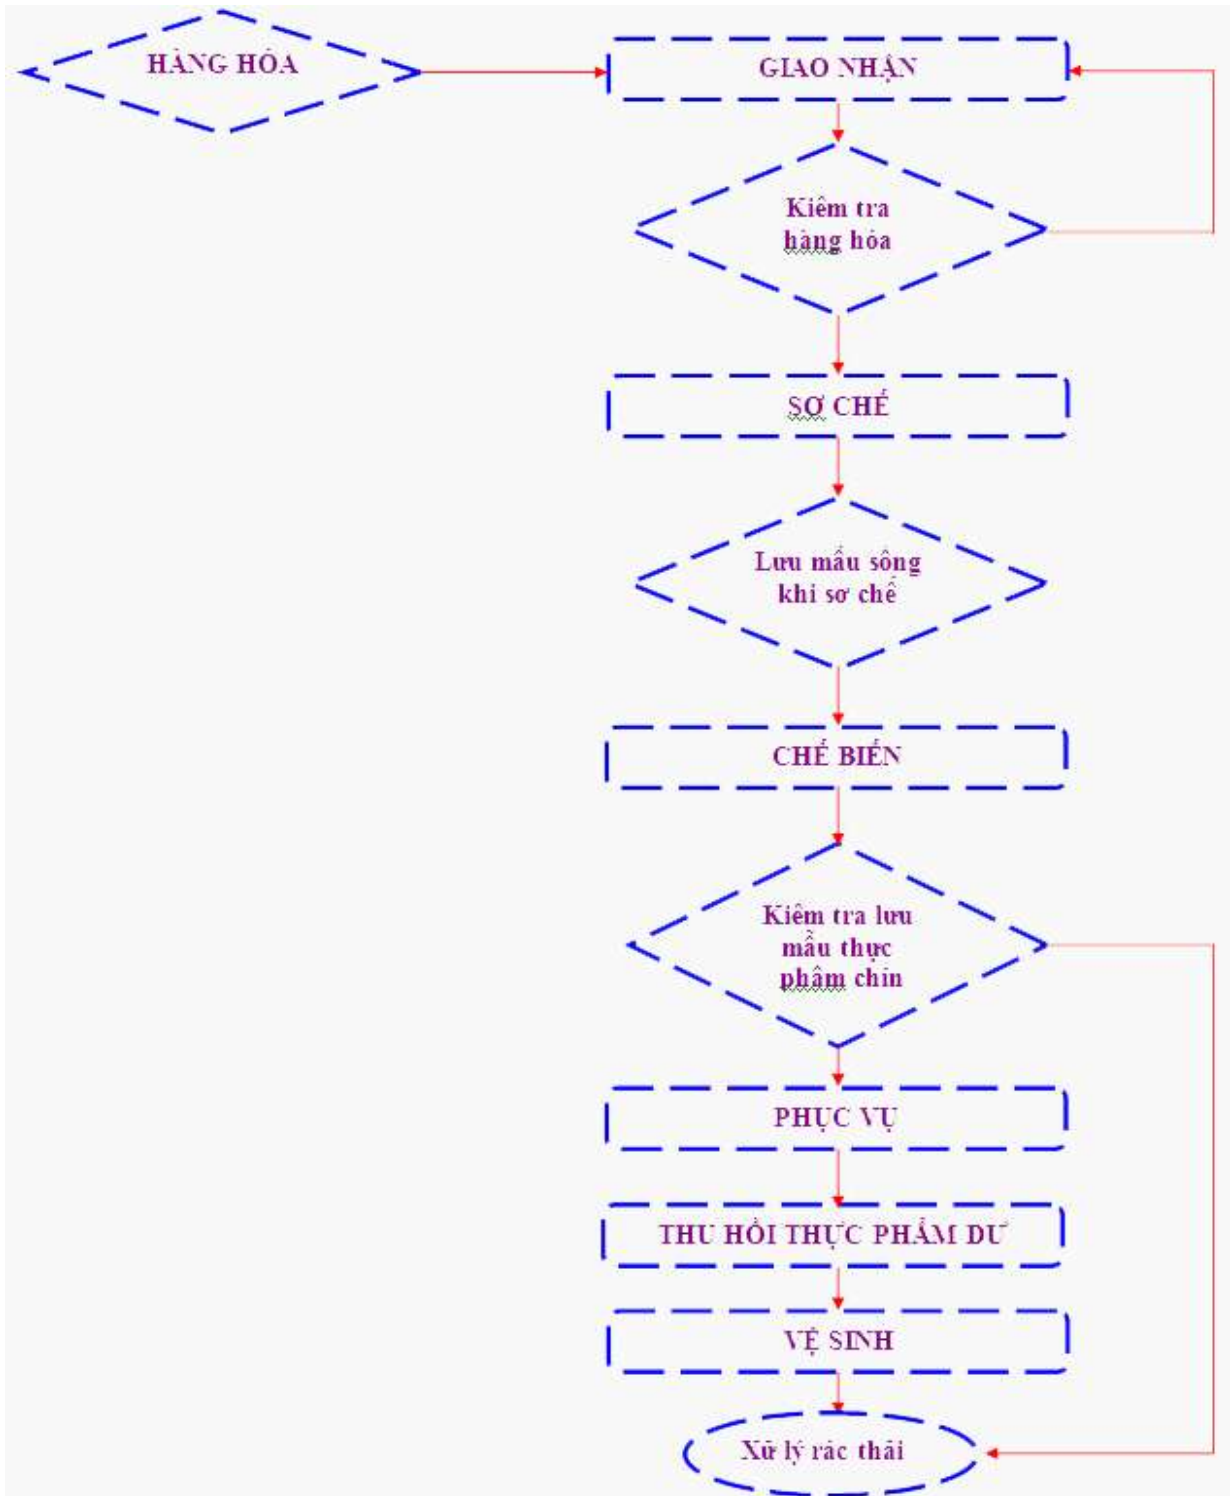 HÀNG HÓA
GIAO NHẬN
Kiểm tra
hàng hóa
SƠ CHẾ
Lưu mẫu sống
khi sơ chế
CHẾ BIẾN
Kiểm tra lưu
mẫu thực
phẩm chín
PHỤC VỤ
THU HỒI THỰC PHẨM DƯ
VỆ SINH
Xử lý rác thải